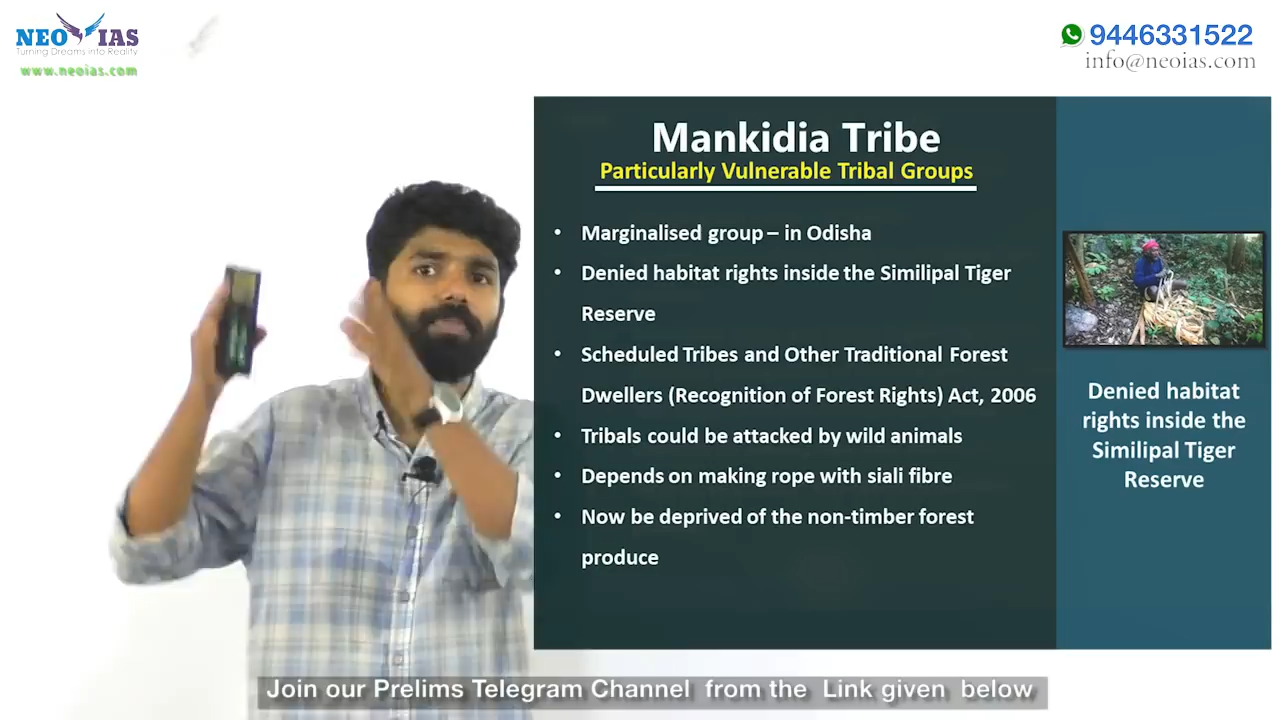 NEO IAS
Turning Dreams into Reality
www.neoias.com
9446331522
info@neoias.com
Mankidia Tribe
Particularly Vulnerable Tribal Groups
• Marginalised group – in Odisha
• Denied habitat rights inside the Similipal Tiger
Reserve
• Scheduled Tribes and Other Traditional Forest
Dwellers (Recognition of Forest Rights) Act, 2006
• Tribals could be attacked by wild animals
• Depends on making rope with siali fibre
• Now be deprived of the non-timber forest
produce
Denied habitat
rights inside the
Similipal Tiger
Reserve
Join our Prelims Telegram Channel from the Link given below